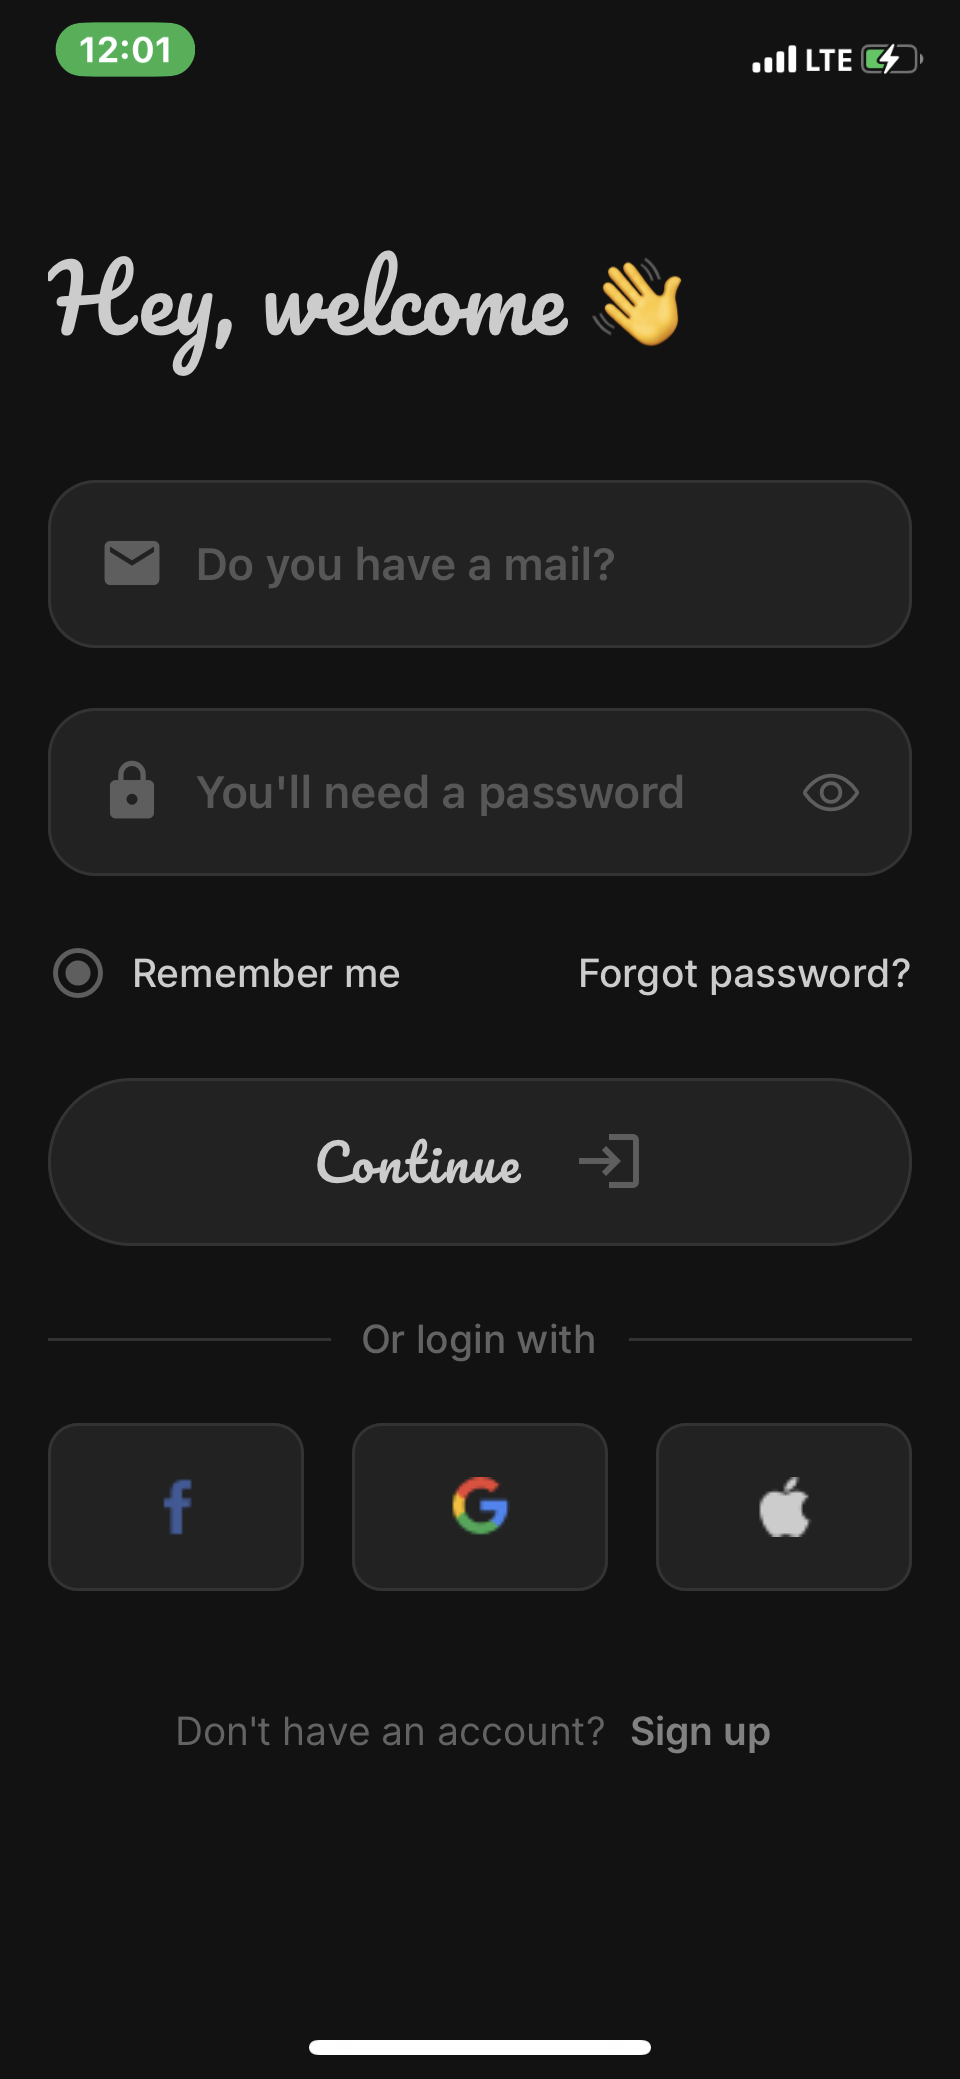 12:01
LTE
Hey, welcome 👋
Do you have a mail?
You'll need a password
Remember me
Forgot password?
Continue
Or login with
Don't have an account? Sign up